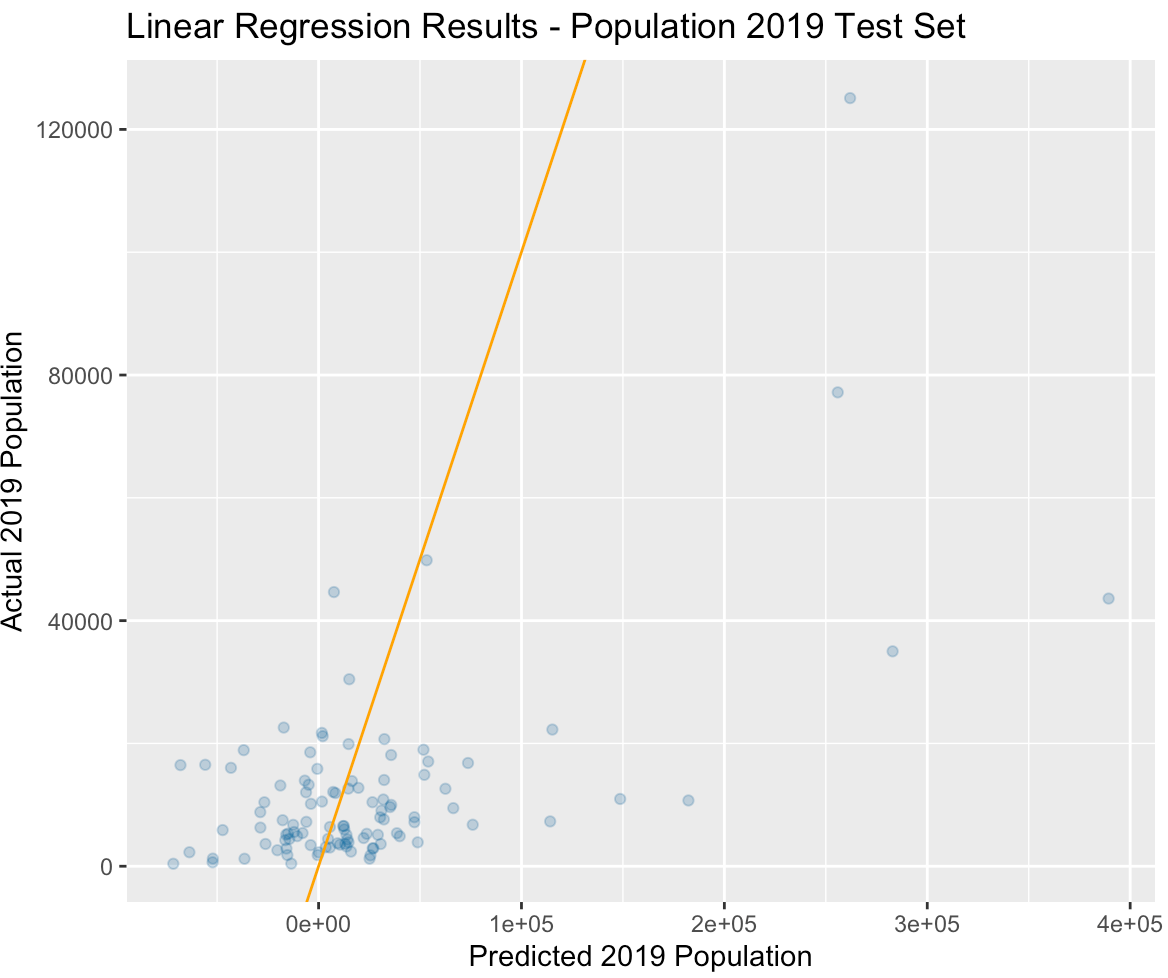 Linear Regression Results - Population 2019 Test Set
Actual 2019 Population
120000
80000
40000
0
0e+00
1e+05
2e+05
3e+05
4e+05
Predicted 2019 Population